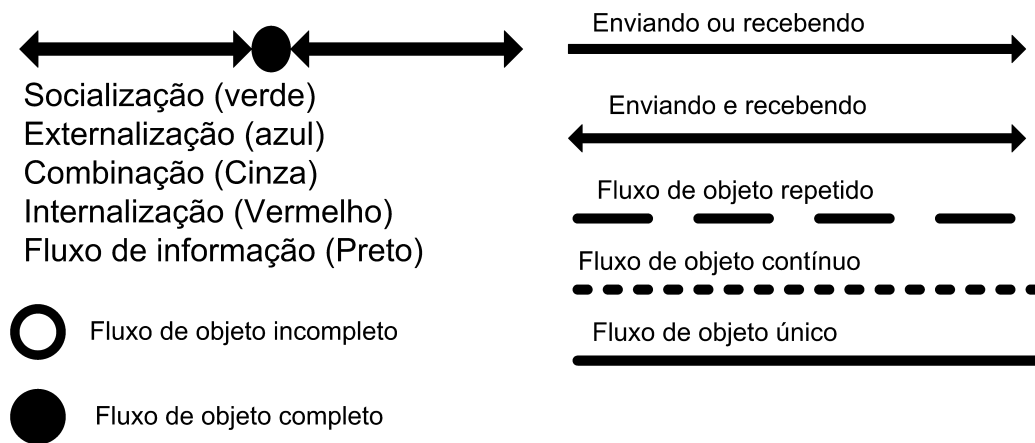 Socialização (verde)
Externalização (azul)
Combinação (Cinza)
Internalização (Vermelho)
Fluxo de informação (Preto)
Fluxo de objeto incompleto
Fluxo de objeto completo
Enviando ou recebendo
Enviando e recebendo
Fluxo de objeto repetido
Fluxo de objeto contínuo
Fluxo de objeto único